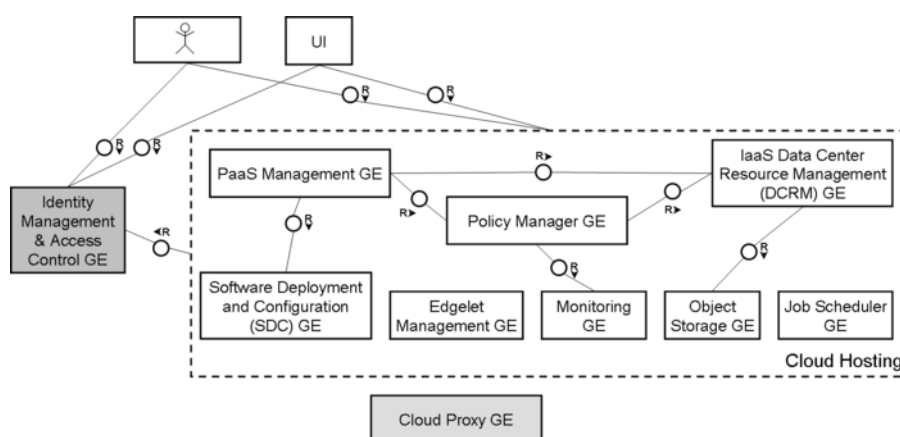 UI
R
R
R
R
PaaS Management GE
R
IaaS Data Center
Resource Management
(DCRM) GE
Identity
Management
& Access
Control GE
R
R
R
Policy Manager GE
R
R
R
Software Deployment
and Configuration
(SDC) GE
Edgelet
Management GE
Monitoring
GE
Object
Storage GE
Job Scheduler
GE
Cloud Hosting
Cloud Proxy GE